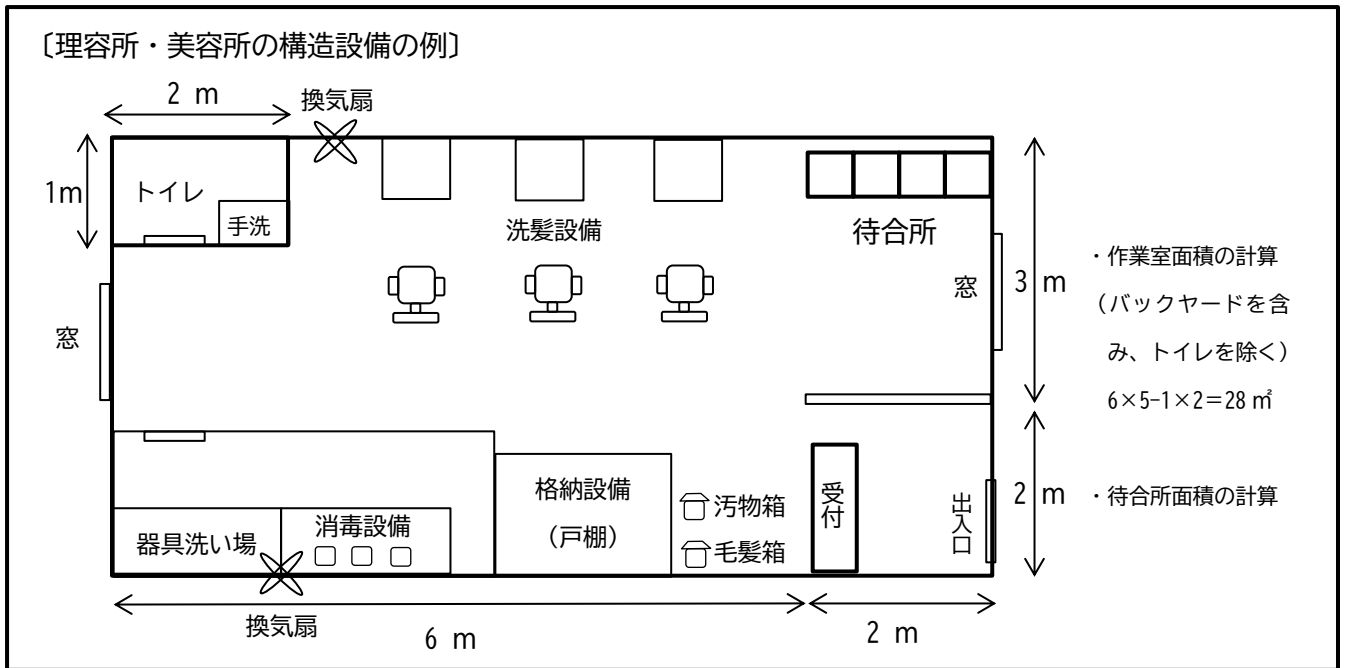 〔理容所・美容所の構造設備の例〕
2 m
換気扇
1m
トイレ
手洗
洗髪設備
待合所
窓
窓
3 m
・作業室面積の計算
（バックヤードを含
み、トイレを除く）
6×5-1×2＝28 ㎡
格納設備
（戸棚）
汚物箱
毛髪箱
受付
出入口
2 m
・待合所面積の計算
器具洗い場
消毒設備
換気扇
6 m
2 m